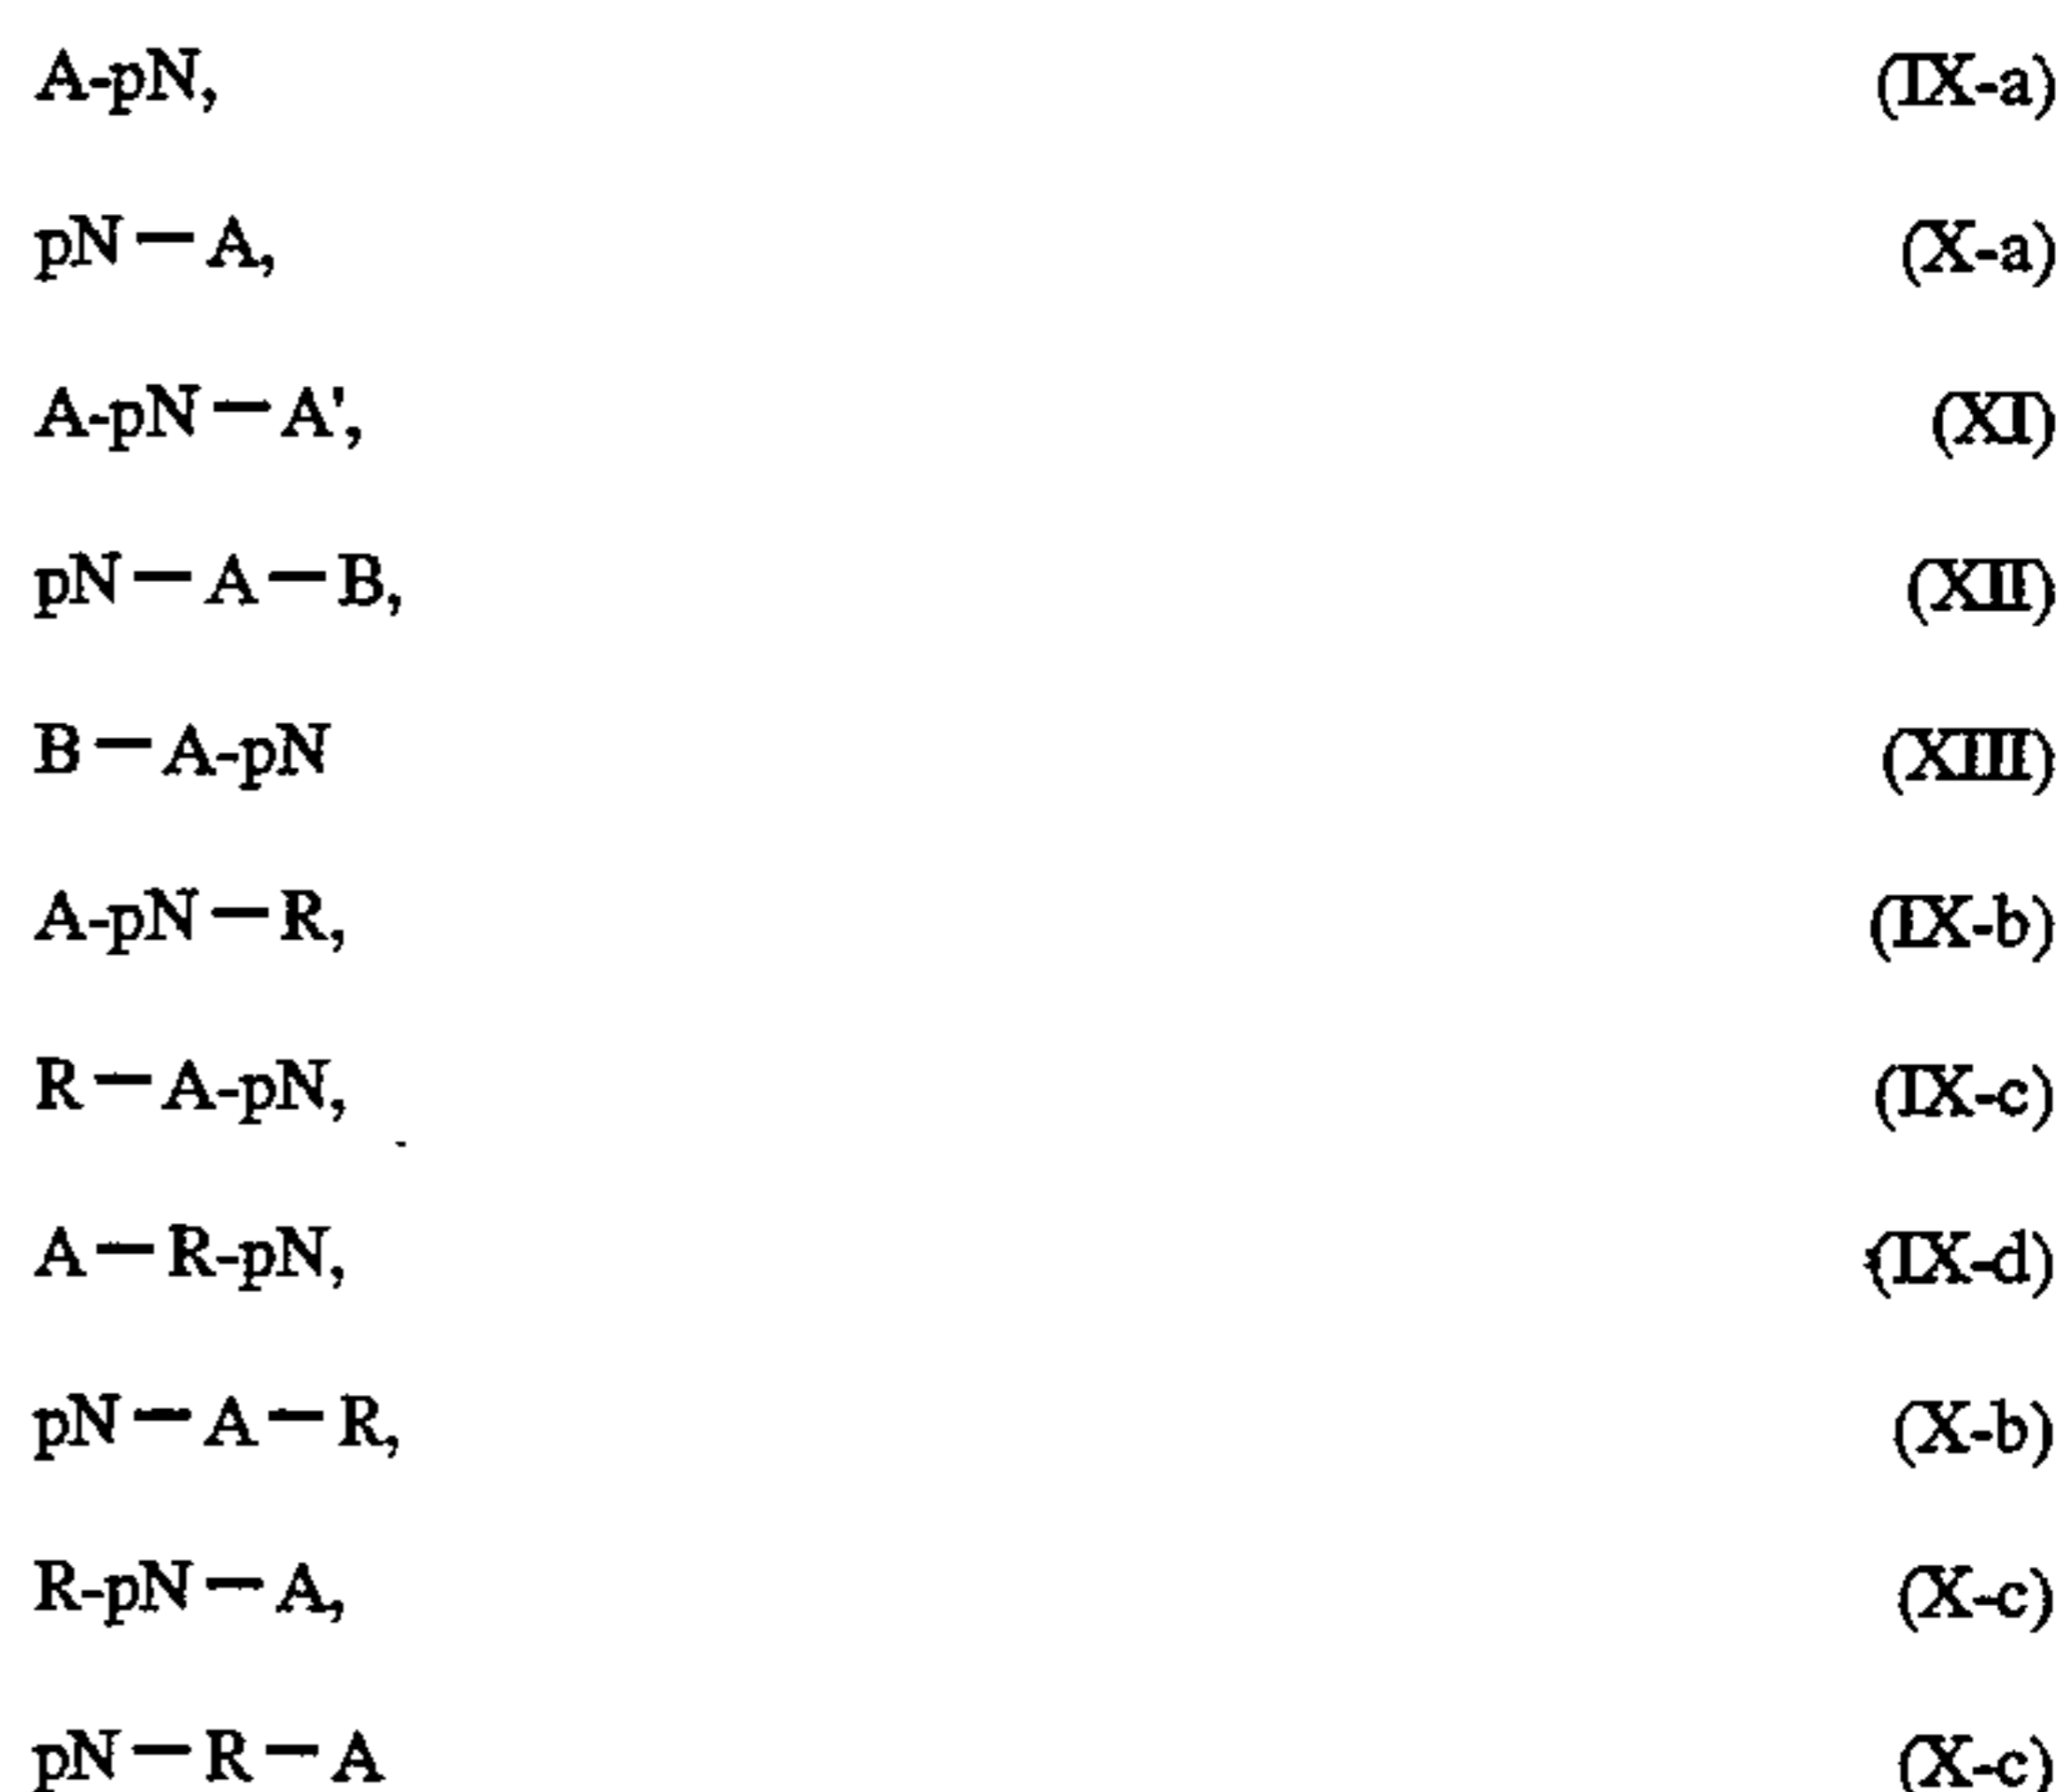 A-pN, (IX-a)
pN—A, (X-a)
A-pN—A', (XI)
pN—A—B, (XII)
B—A-pN (XIII)
A-pN—R, (IX-b)
R—A-pN, (IX-c)
A—R-pN, (IX-d)
pN—A—R, (X-b)
R-pN—A, (X-c)
pN—R—A (X-c)